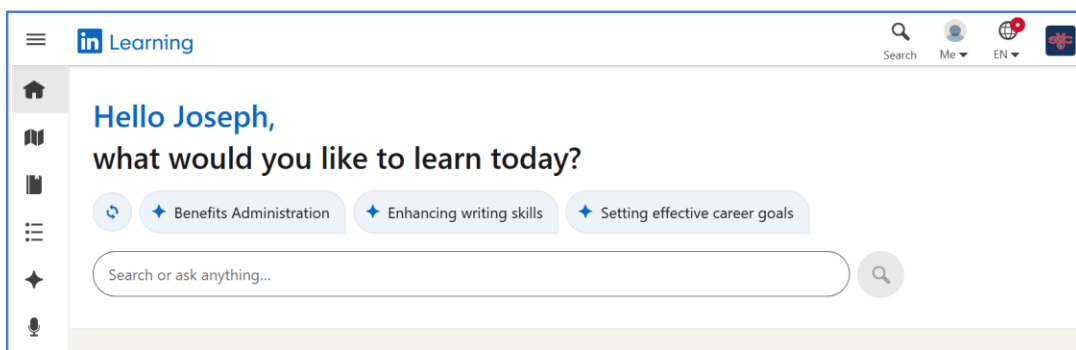 in Learning
Search
Me
EN
Hello Joseph,
what would you like to learn today?
Benefits Administration
Enhancing writing skills
Setting effective career goals
Search or ask anything...